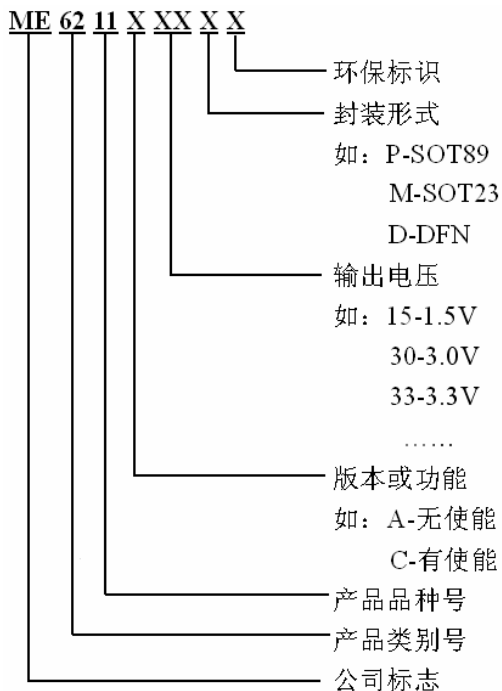 ME 62 11 X XX X X
环保标识
封装形式
如：P-SOT89
M-SOT23
D-DFN
输出电压
如：15-1.5V
30-3.0V
33-3.3V
……
版本或功能
如：A-无使能
C-有使能
产品品种号
产品类别号
公司标志